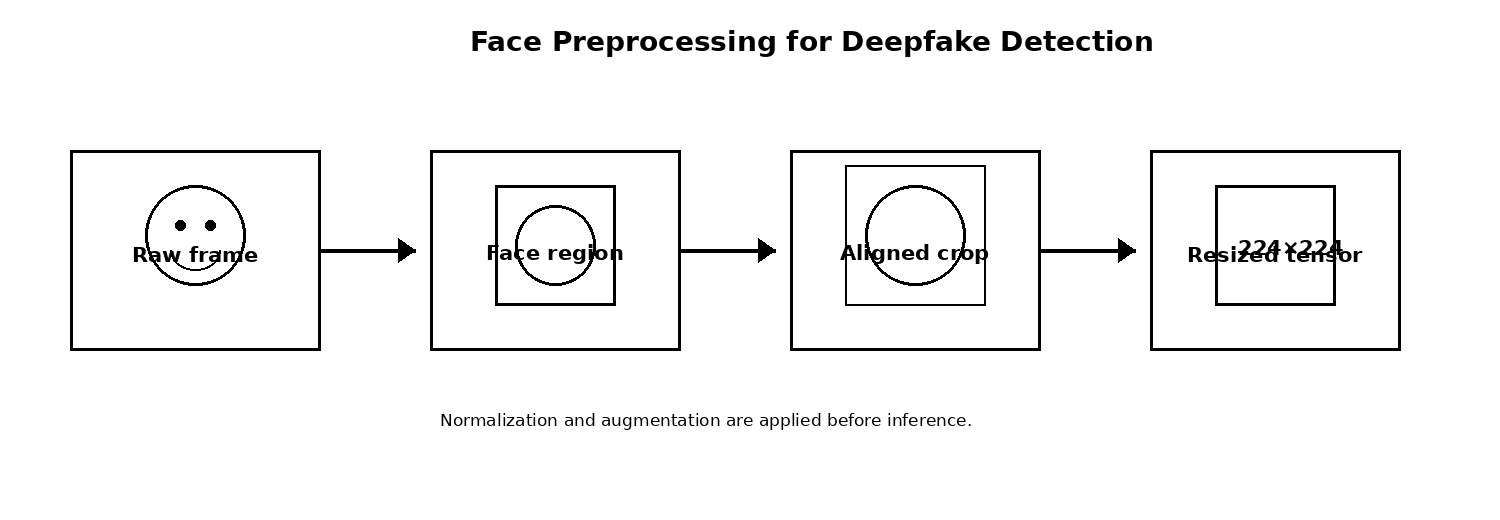 Face Preprocessing for Deepfake Detection
Raw frame
Face region
Aligned crop
224×224
Resized tensor
Normalization and augmentation are applied before inference.